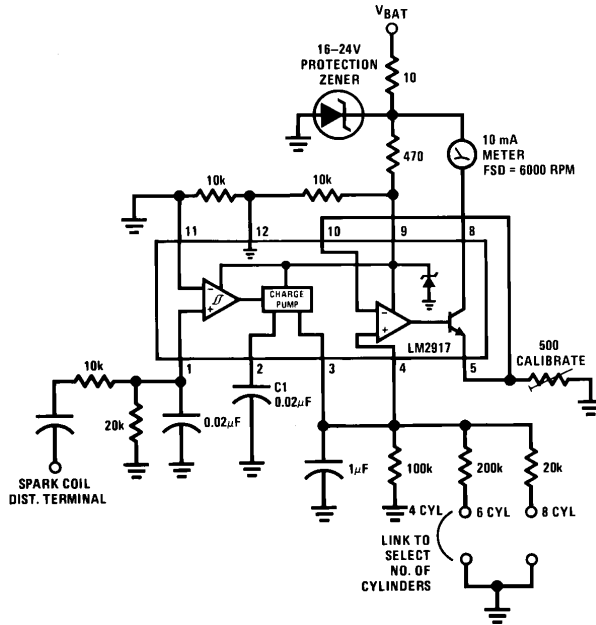 VBAT
16–24V
PROTECTION
ZENER
10
470
10 mA
METER
FSD = 6000 RPM
10k
10k
11
12
10
9
8
CHARGE
PUMP
LM2917
1
2
3
4
5
500
CALIBRATE
10k
20k
0.02μF
C1
0.02μF
1μF
100k
200k
20k
SPARK COIL
DIST. TERMINAL
4 CYL
6 CYL
8 CYL
LINK TO
SELECT
NO. OF
CYLINDERS